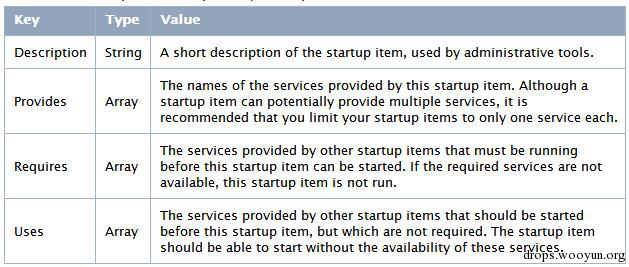 Key Type Value
Description String A short description of the startup item, used by administrative tools.
Provides Array The names of the services provided by this startup item. Although a
startup item can potentially provide multiple services, it is
recommended that you limit your startup items to only one service each.
Requires Array The services provided by other startup items that must be running
before this startup item can be started. If the required services are not
available, this startup item is not run.
Uses Array The services provided by other startup items that should be started
before this startup item, but which are not required. The startup item
should be able to start without the availability of these services.
drops.wooyun.org